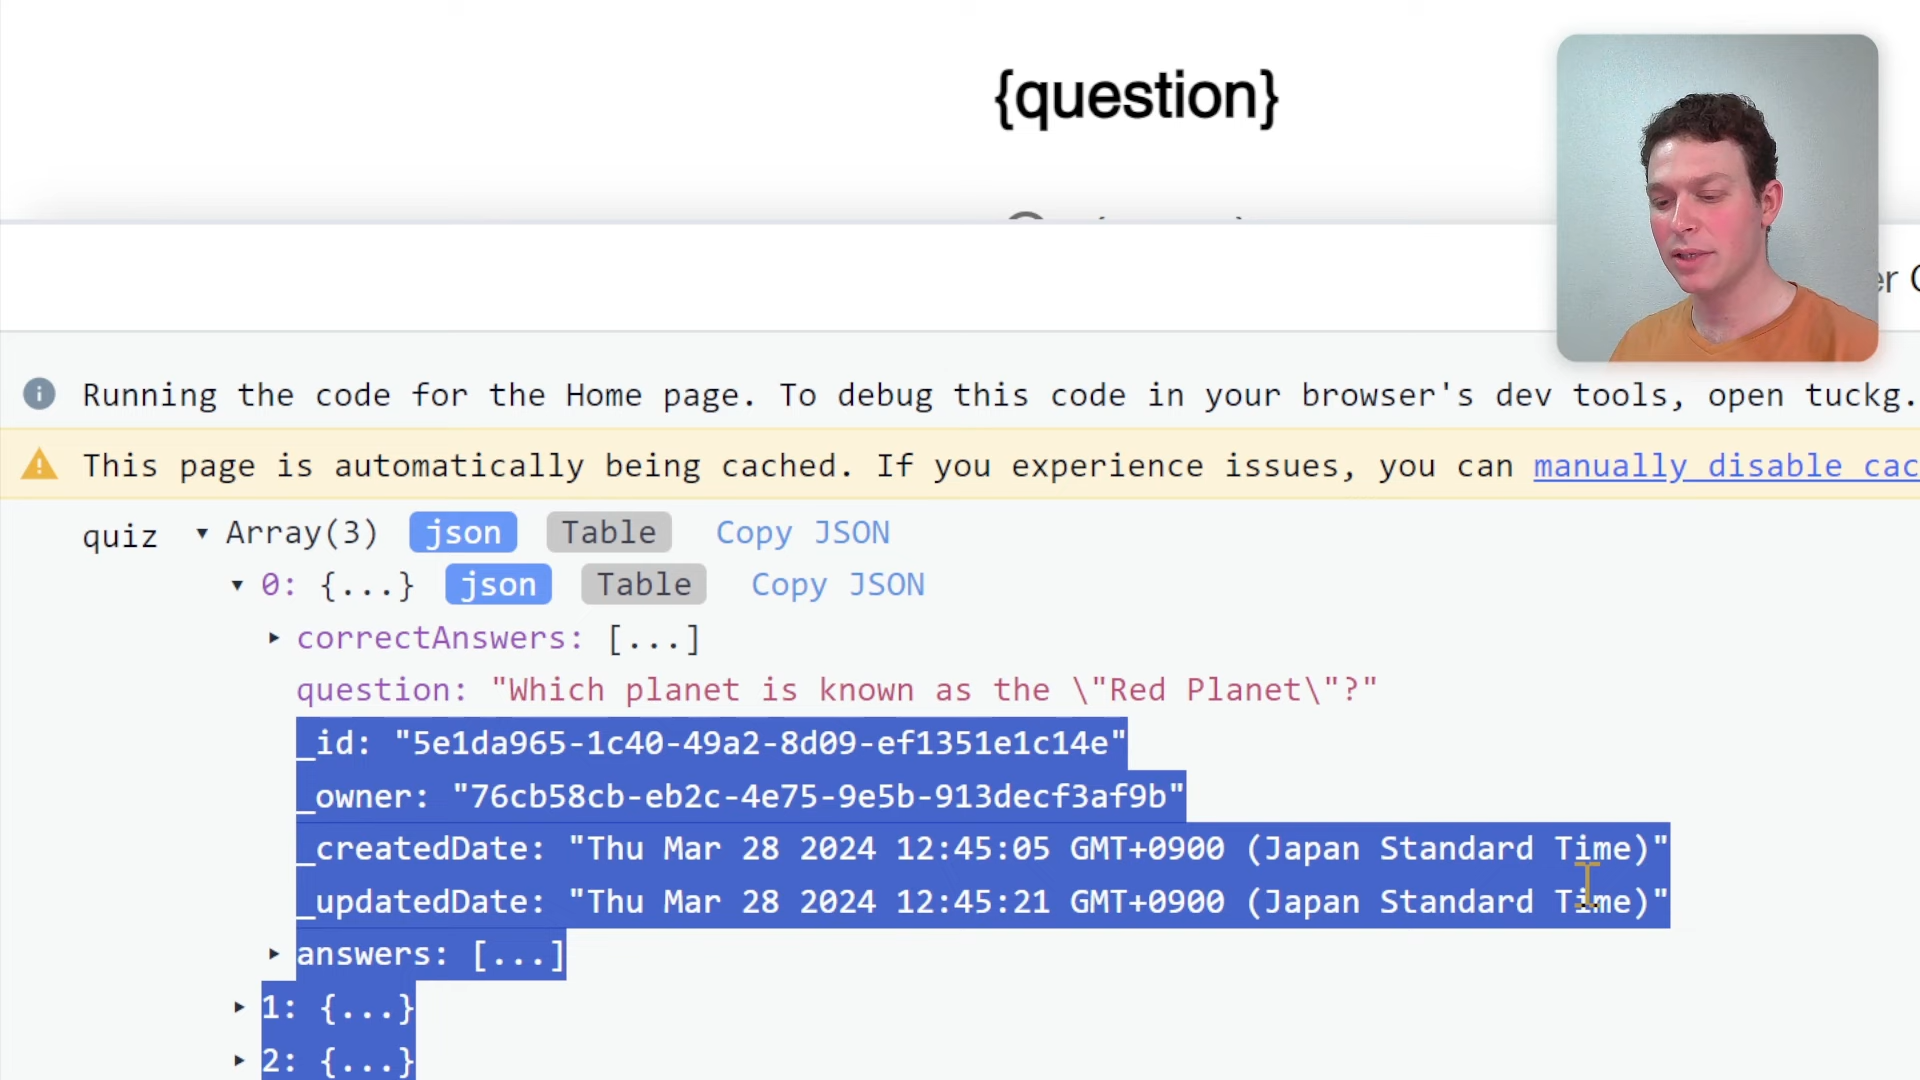 {question}
er
Running the code for the Home page. To debug this code in your browser's dev tools, open tuckg.
This page is automatically being cached. If you experience issues, you can manually disable cac
quiz ▾ Array(3) json Table Copy JSON
▾ 0: {...} json Table Copy JSON
▸ correctAnswers: [...]
question: "Which planet is known as the \"Red Planet\"?"
_id: "5e1da965-1c40-49a2-8d09-ef1351e1c14e"
_owner: "76cb58cb-eb2c-4e75-9e5b-913decf3af9b"
_createdDate: "Thu Mar 28 2024 12:45:05 GMT+0900 (Japan Standard Time)"
_updatedDate: "Thu Mar 28 2024 12:45:21 GMT+0900 (Japan Standard Time)"
▸ answers: [...]
▸ 1: {...}
▸ 2: {...}